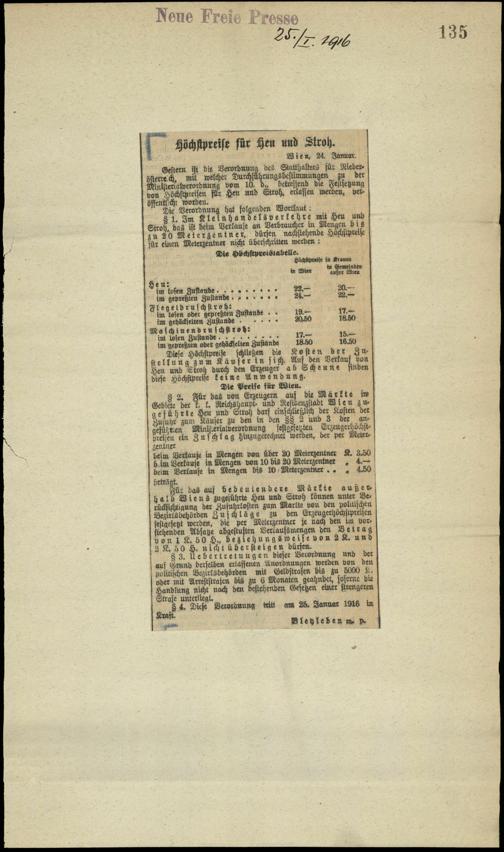 Neue Freie Presse
25./I. 1916
135
Höchstpreise für Heu und Stroh.
Wien, 24. Januar.
Gestern ist die Verordnung des Statthalters für Nieder-
österreich, mit welcher Durchführungsbestimmungen zu der
Ministerialverordnung vom 10. d., betreffend die Festsetzung
von Höchstpreisen für Heu und Stroh, erlassen werden, ver-
öffentlicht worden.
Die Verordnung hat folgenden Wortlaut:
§ 1. Im Kleinhandelsverkehre mit Heu und
Stroh, das ist beim Verkaufe an Verbraucher in Mengen bis
zu 20 Meterzentner, dürfen nachstehende Höchstpreise
für einen Meterzentner nicht überschritten werden:
Die Höchstpreistabelle.
Höchstpreise in Kronen
in Wien
in Gemeinden
außer Wien
Heu:
im losen Zustande . . . . . . . . . 22.— 20.—
im gepreßten Zustande . . . . . . . 24.— 22.—
Flegeldruschstroh:
im losen oder gepreßten Zustande . . 19.— 17.—
im gehäckselten Zustande . . . . . 20.50 18.50
Maschinendruschstroh:
im losen Zustande . . . . . . . . . 17.— 15.—
im gepreßten oder gehäckselten Zustande 18.50 16.50
Diese Höchstpreise schließen die Kosten der Zu-
stellung zum Käufer in sich. Auf den Verkauf von
Heu und Stroh durch den Erzeuger ab Scheune finden
diese Höchstpreise keine Anwendung.
Die Preise für Wien.
§ 2. Für das von Erzeugern auf die Märkte im
Gebiete der k. k. Reichshaupt- und Residenzstadt Wien zu-
geführte Heu und Stroh darf einschließlich der Kosten der
Zufuhr zum Käufer zu den in den §§ 2 und 3 der an-
geführten Ministerialverordnung festgesetzten Erzeugerhöchst-
preisen ein Zuschlag hinzugerechnet werden, der per Meter-
zentner
beim Verkaufe in Mengen von über 20 Meterzentner K. 3.50
beim Verkaufe in Mengen von 10 bis 20 Meterzentner „ 4.—
beim Verkaufe in Mengen bis 10 Meterzentner . . „ 4.50
beträgt.
Für das auf bedeutendere Märkte außer-
halb Wiens zugeführte Heu und Stroh können unter Be-
rücksichtigung der Zufuhrkosten zum Markte von den politischen
Bezirksbehörden Zuschläge zu den Erzeugerhöchstpreisen
festgesetzt werden, die per Meterzentner je nach den im vor-
stehenden Absatze abgestuften Verkaufsmengen den Betrag
von 1 K. 50 H., beziehungsweise von 2 K. und
2 K. 50 H. nicht übersteigen dürfen.
§ 3. Uebertretungen dieser Verordnung und der
auf Grund derselben erlassenen Anordnungen werden von den
politischen Bezirksbehörden mit Geldstrafen bis zu 5000 K.
oder mit Arreststrafen bis zu 6 Monaten geahndet, sofern die
Handlung nicht nach den bestehenden Gesetzen einer strengeren
Strafe unterliegt.
§ 4. Diese Verordnung tritt am 25. Januar 1916 in
Kraft.
Bleyleben m. p.